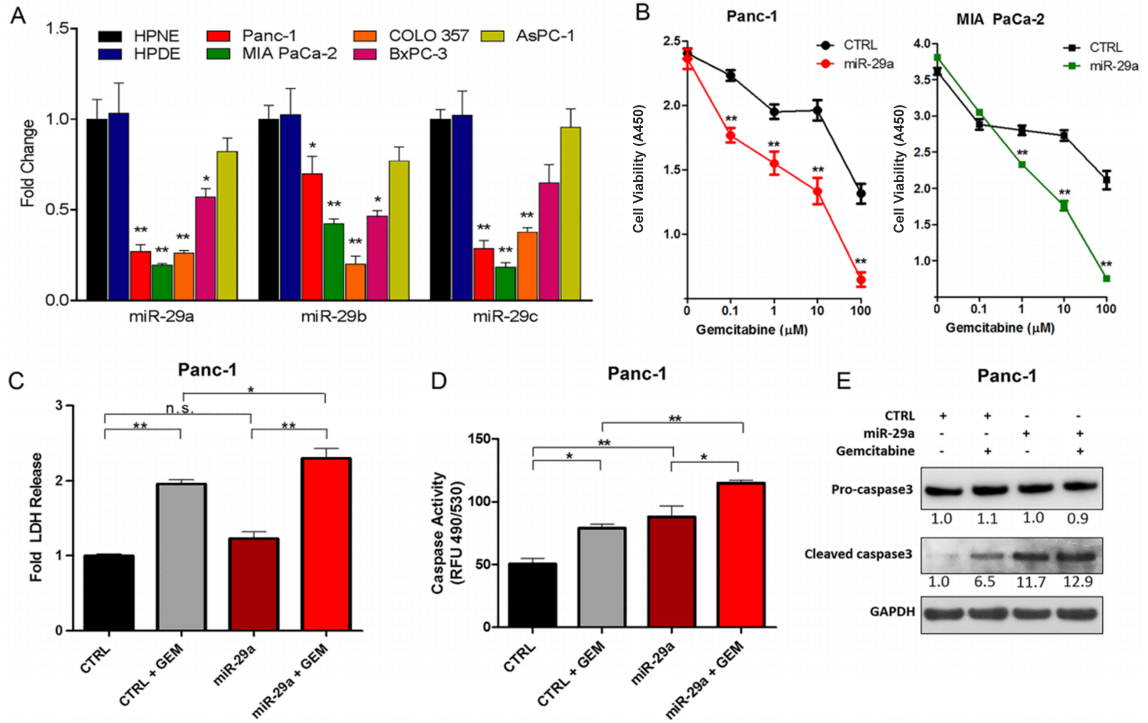 A
HPNE Panc-1 COLO 357 AsPC-1
HPDE MIA PaCa-2 BxPC-3
Fold Change
1.5
1.0
0.5
0.0
** ** ** *
* ** ** *
** ** **
miR-29a miR-29b miR-29c
B
Panc-1
CTRL
miR-29a
Cell Viability (A450)
2.5
2.0
1.5
1.0
** ** ** **
0 0.1 1 10 100
Gemcitabine (μM)
MIA PaCa-2
CTRL
miR-29a
Cell Viability (A450)
4.0
3.5
3.0
2.5
2.0
1.5
1.0
** ** **
0 0.1 1 10 100
Gemcitabine (μM)
C
Panc-1
Fold LDH Release
3
2
1
0
*
n.s.
** **
CTRL CTRL + GEM miR-29a miR-29a + GEM
D
Panc-1
Caspase Activity
(RFU 490/530)
150
100
50
0
**
**
* *
CTRL CTRL + GEM miR-29a miR-29a + GEM
E
Panc-1
CTRL + + - -
miR-29a - - + +
Gemcitabine - + - +
Pro-caspase3
1.0 1.1 1.0 0.9
Cleaved caspase3
1.0 6.5 11.7 12.9
GAPDH